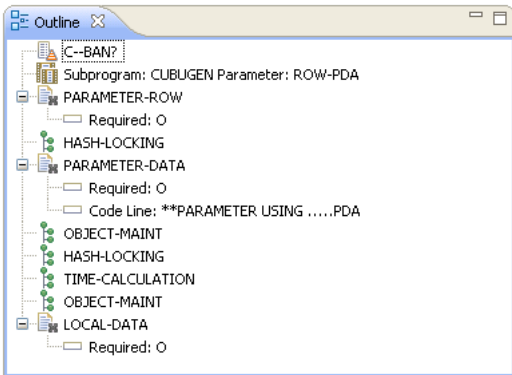 Outline
C--BAN?
Subprogram: CUBUGEN Parameter: ROW-PDA
PARAMETER-ROW
Required: O
HASH-LOCKING
PARAMETER-DATA
Required: O
Code Line: **PARAMETER USING .....PDA
OBJECT-MAINT
HASH-LOCKING
TIME-CALCULATION
OBJECT-MAINT
LOCAL-DATA
Required: O